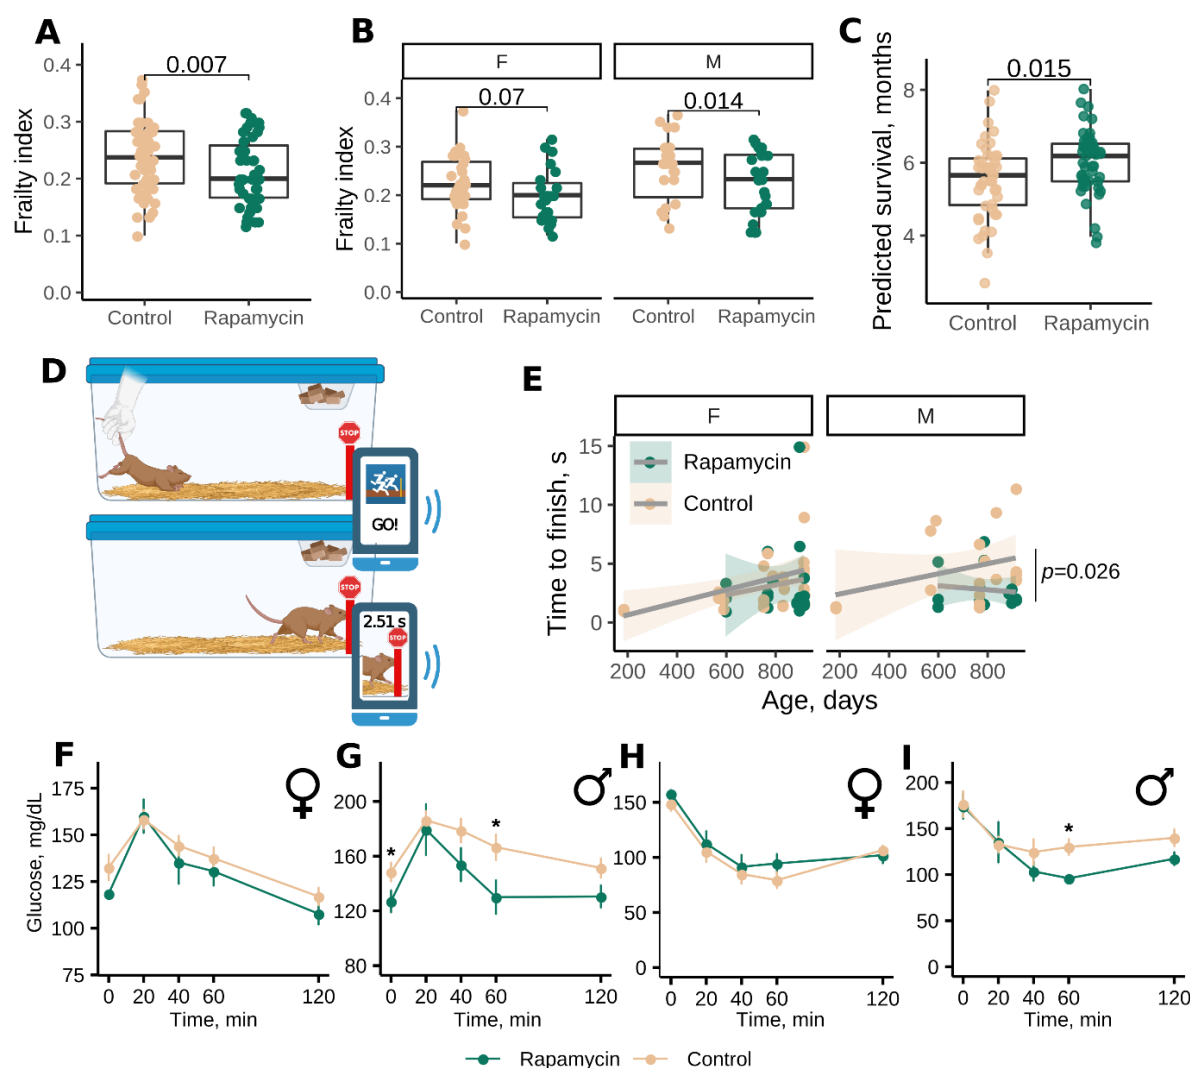 A
0.007
Frailty index
0.4
0.3
0.2
0.1
0.0
Control
Rapamycin
B
F
M
0.07
0.014
Frailty index
0.4
0.3
0.2
0.1
0.0
Control
Rapamycin
Control
Rapamycin
C
0.015
Predicted survival, months
8
6
4
Control
Rapamycin
D
STOP
GO!
STOP
2.51 s
STOP
E
F
M
Time to finish, s
15
10
5
0
Rapamycin
Control
p=0.026
200
400
600
800
200
400
600
800
Age, days
F
Glucose, mg/dL
175
150
125
100
75
0
20
40
60
120
Time, min
♀
G
♂
200
160
120
80
*
*
0
20
40
60
120
Time, min
H
♀
150
100
50
0
0
20
40
60
120
Time, min
I
♂
200
150
100
50
0
*
0
20
40
60
120
Time, min
Rapamycin
Control